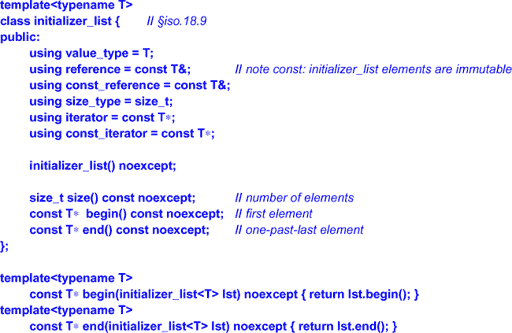 template<typename T>
class initializer_list { // §iso.18.9
public:
using value_type = T;
using reference = const T&; // note const: initializer_list elements are immutable
using const_reference = const T&;
using size_type = size_t;
using iterator = const T*;
using const_iterator = const T*;
initializer_list() noexcept;
size_t size() const noexcept; // number of elements
const T* begin() const noexcept; // first element
const T* end() const noexcept; // one-past-last element
};
template<typename T>
const T* begin(initializer_list<T> lst) noexcept { return lst.begin(); }
template<typename T>
const T* end(initializer_list<T> lst) noexcept { return lst.end(); }